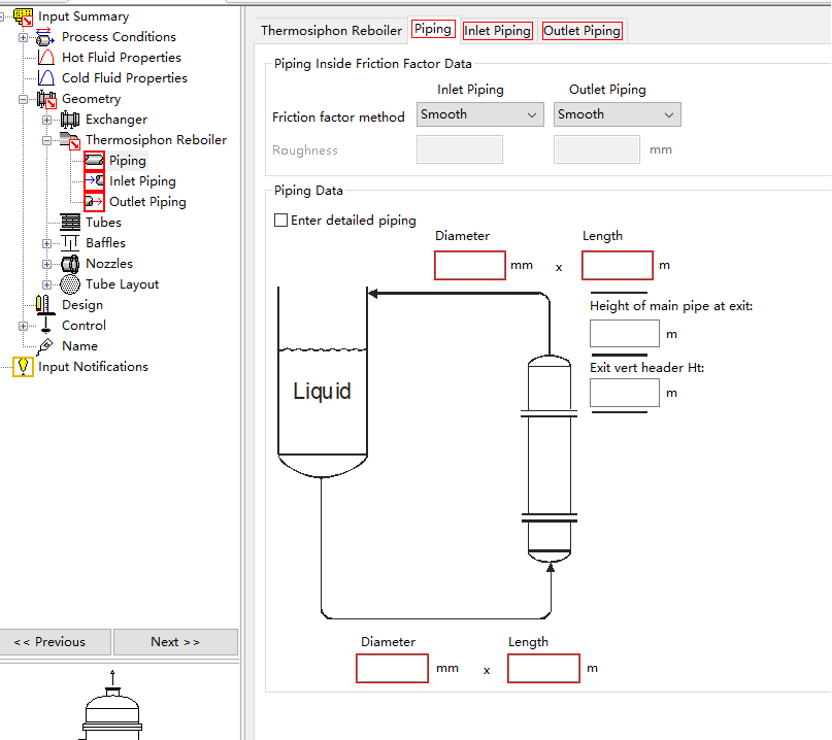 Input Summary
Process Conditions
Hot Fluid Properties
Cold Fluid Properties
Geometry
Exchanger
Thermosiphon Reboiler
Piping
Inlet Piping
Outlet Piping
Tubes
Baffles
Nozzles
Tube Layout
Design
Control
Name
Input Notifications
<< Previous
Next >>
Thermosiphon Reboiler Piping Inlet Piping Outlet Piping
Piping Inside Friction Factor Data
Inlet Piping Outlet Piping
Friction factor method Smooth Smooth
Roughness mm
Piping Data
Enter detailed piping
Diameter Length
mm x m
Height of main pipe at exit:
m
Exit vert header Ht:
m
Liquid
Diameter Length
mm x m